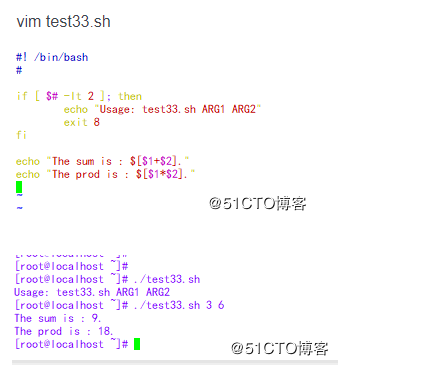 vim test33.sh
#! /bin/bash
#
if [ $# -lt 2 ]; then
echo "Usage: test33.sh ARG1 ARG2"
exit 8
fi
echo "The sum is : $[$1+$2]."
echo "The prod is : $[$1*$2]."
~
~
@51CTO博客
[root@localhost ~]#
[root@localhost ~]#
[root@localhost ~]# ./test33.sh
Usage: test33.sh ARG1 ARG2
[root@localhost ~]# ./test33.sh 3 6
The sum is : 9.
The prod is : 18.
[root@localhost ~]#
@51CTO博客